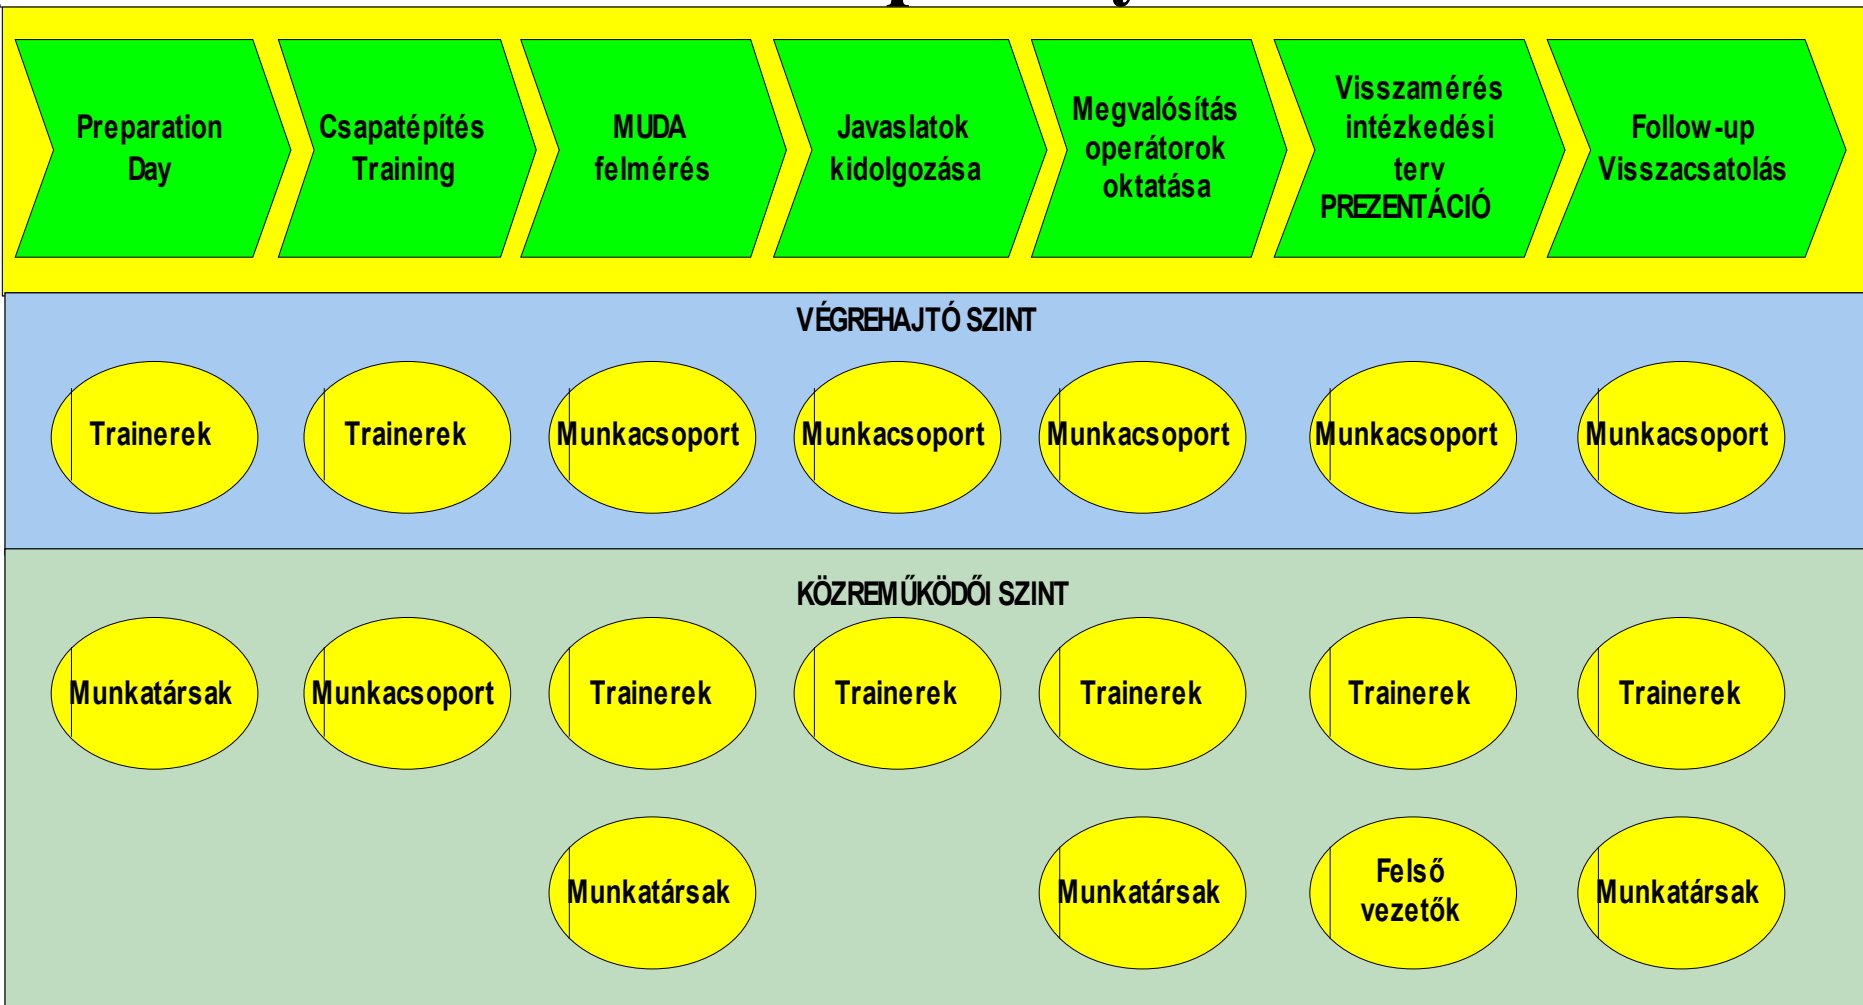 Preparation
Day
Csapatépítés
Training
MUDA
felmérés
Javaslatok
kidolgozása
Megvalósítás
operátorok
oktatása
Visszamérés
intézkedési
terv
PREZENTÁCIÓ
Follow-up
Visszacsatolás
VÉGREHAJTÓ SZINT
Trainerek
Trainerek
Munkacsoport
Munkacsoport
Munkacsoport
Munkacsoport
Munkacsoport
KÖZREMŰKÖDŐI SZINT
Munkatársak
Munkacsoport
Trainerek
Trainerek
Trainerek
Trainerek
Trainerek
Munkatársak
Munkatársak
Felső
vezetők
Munkatársak